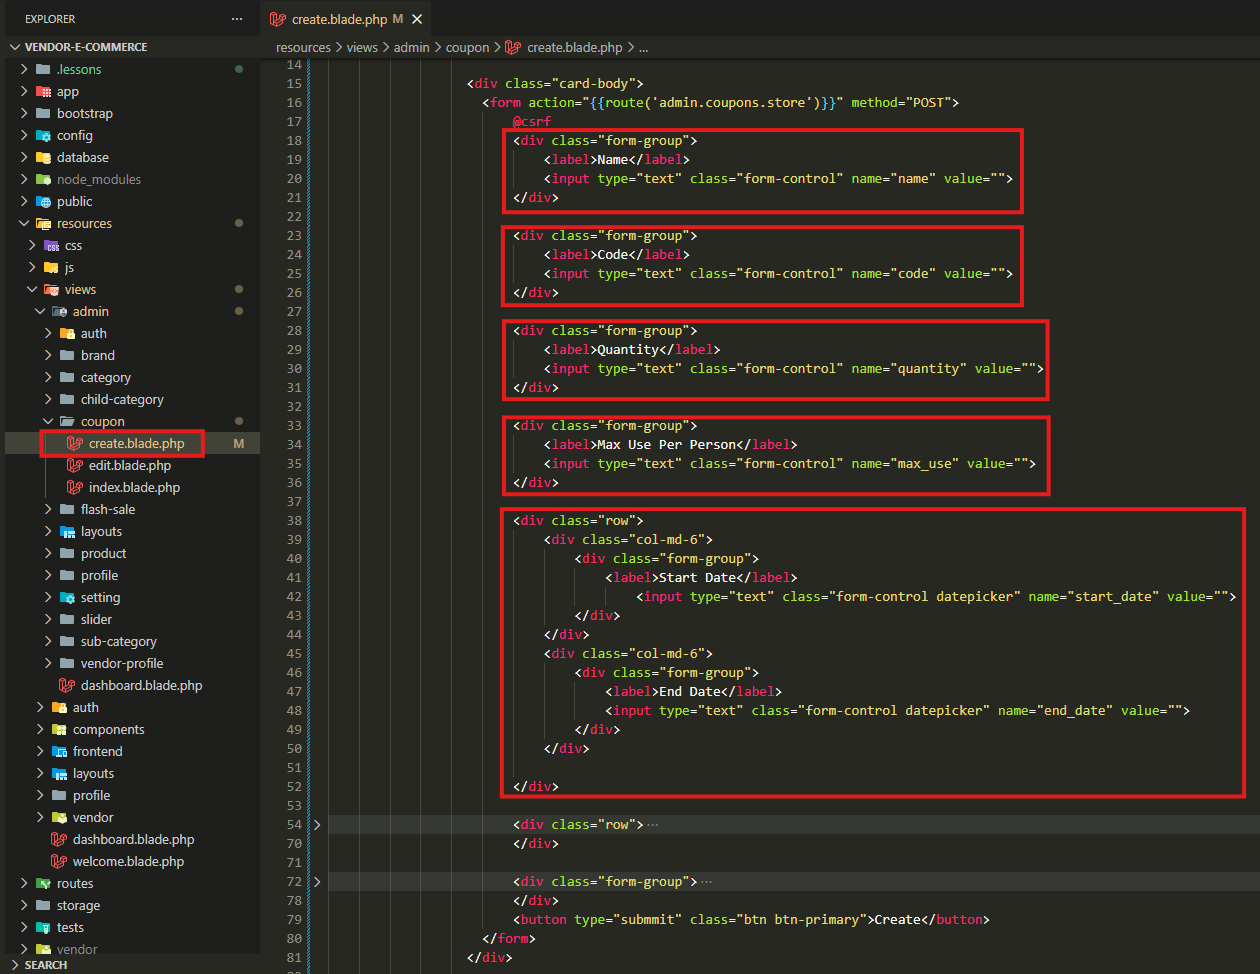 EXPLORER
VENDOR-E-COMMERCE
.lessons
app
bootstrap
config
database
node_modules
public
resources
css
js
views
admin
auth
brand
category
child-category
coupon
create.blade.php M
edit.blade.php
index.blade.php
flash-sale
layouts
product
profile
setting
slider
sub-category
vendor-profile
dashboard.blade.php
auth
components
frontend
layouts
profile
vendor
dashboard.blade.php
welcome.blade.php
routes
storage
tests
vendor
SEARCH
create.blade.php M
resources > views > admin > coupon > create.blade.php > ...
14
15 <div class="card-body">
16 <form action="{{route('admin.coupons.store')}}" method="POST">
17 @csrf
18 <div class="form-group">
19 <label>Name</label>
20 <input type="text" class="form-control" name="name" value="">
21 </div>
22
23 <div class="form-group">
24 <label>Code</label>
25 <input type="text" class="form-control" name="code" value="">
26 </div>
27
28 <div class="form-group">
29 <label>Quantity</label>
30 <input type="text" class="form-control" name="quantity" value="">
31 </div>
32
33 <div class="form-group">
34 <label>Max Use Per Person</label>
35 <input type="text" class="form-control" name="max_use" value="">
36 </div>
37
38 <div class="row">
39 <div class="col-md-6">
40 <div class="form-group">
41 <label>Start Date</label>
42 <input type="text" class="form-control datepicker" name="start_date" value="">
43 </div>
44 </div>
45 <div class="col-md-6">
46 <div class="form-group">
47 <label>End Date</label>
48 <input type="text" class="form-control datepicker" name="end_date" value="">
49 </div>
50 </div>
51
52 </div>
53
54 <div class="row"> ...
70 </div>
71
72 <div class="form-group"> ...
78 </div>
79 <button type="submmit" class="btn btn-primary">Create</button>
80 </form>
81 </div>